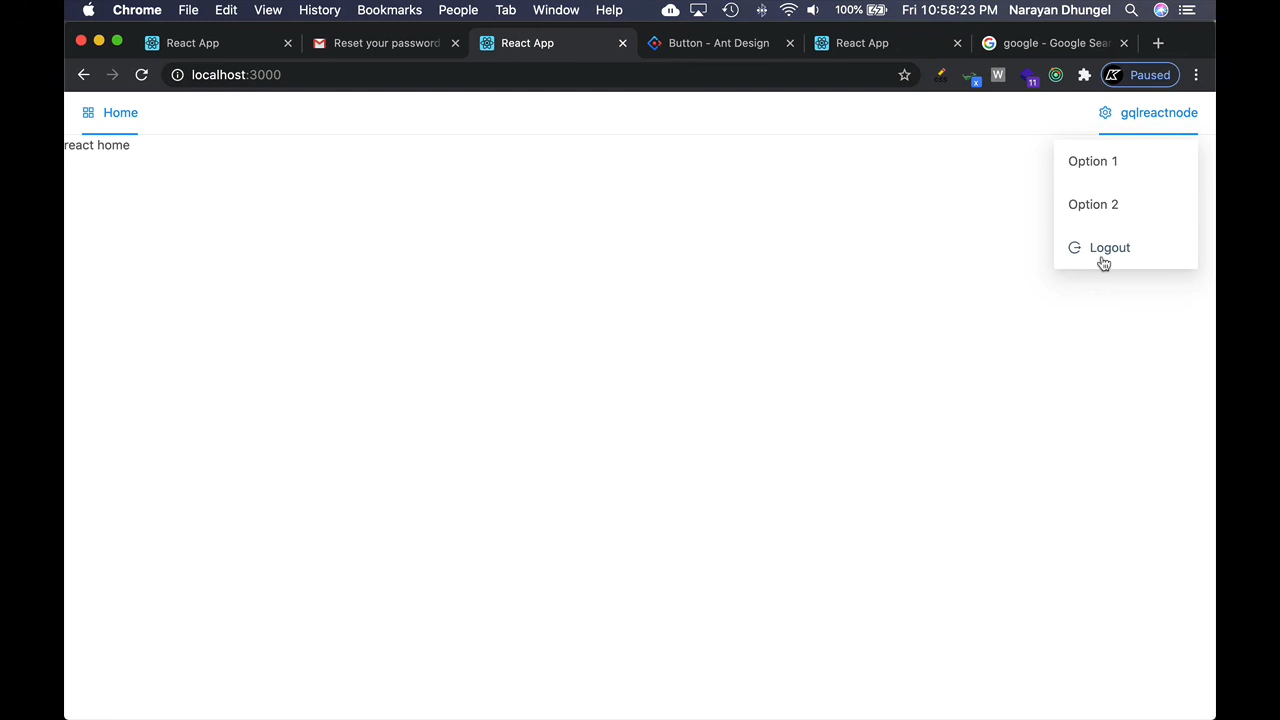 Chrome File Edit View History Bookmarks People Tab Window Help 100% Fri 10:58:23 PM Narayan Dhungel
React App Reset your password React App Button - Ant Design React App google - Google Sear
localhost:3000 W x 11 Paused
Home gqlreactnode
react home
Option 1
Option 2
Logout